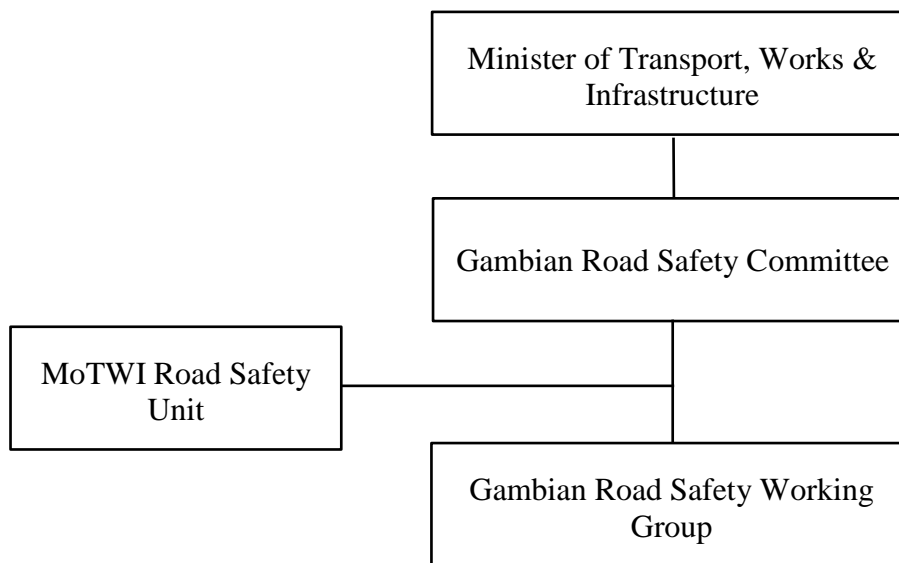 Minister of Transport, Works &
Infrastructure
Gambian Road Safety Committee
MoTWI Road Safety
Unit
Gambian Road Safety Working
Group